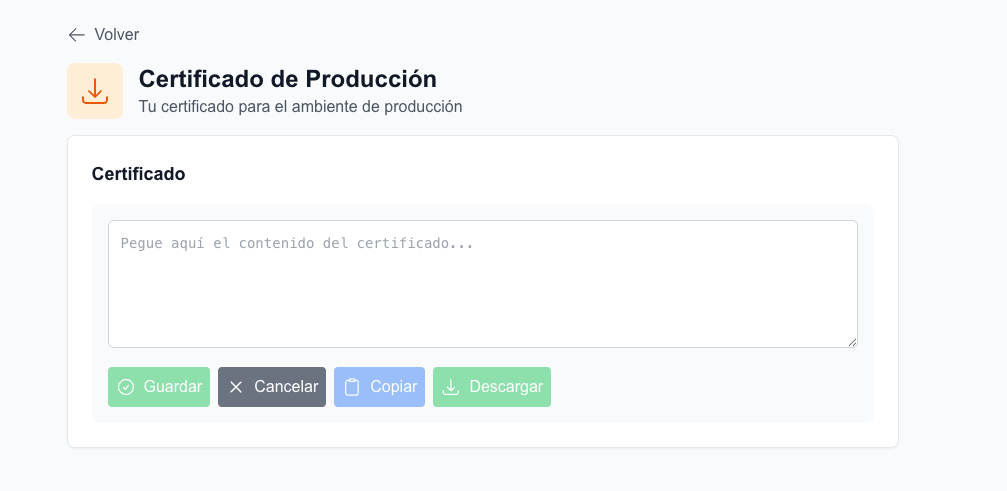 Volver
Certificado de Producción
Tu certificado para el ambiente de producción
Certificado
Pegue aquí el contenido del certificado...
Guardar Cancelar Copiar Descargar